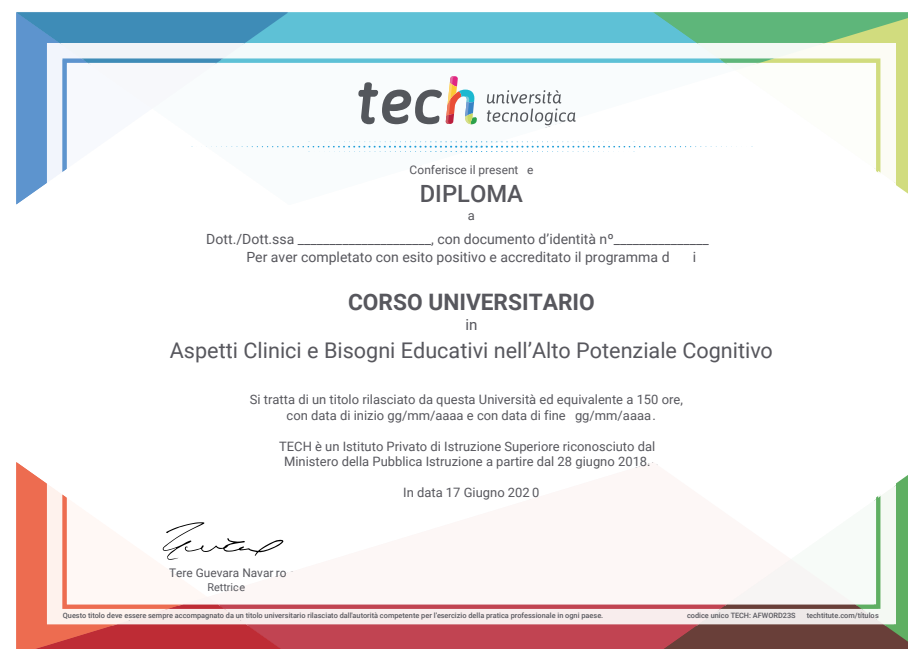 tech università
tecnologica
Conferisce il present e
DIPLOMA
a
Dott./Dott.ssa _____________________, con documento d'identità nº_______________
Per aver completato con esito positivo e accreditato il programma d i
CORSO UNIVERSITARIO
in
Aspetti Clinici e Bisogni Educativi nell'Alto Potenziale Cognitivo
Si tratta di un titolo rilasciato da questa Università ed equivalente a 150 ore,
con data di inizio gg/mm/aaaa e con data di fine gg/mm/aaaa.
TECH è un Istituto Privato di Istruzione Superiore riconosciuto dal
Ministero della Pubblica Istruzione a partire dal 28 giugno 2018.
In data 17 Giugno 202 0
Tere Guevara Navar ro
Rettrice
Questo titolo deve essere sempre accompagnato da un titolo universitario rilasciato dall'autorità competente per l'esercizio della pratica professionale in ogni paese. codice unico TECH: AFWORD23S techtitute.com/titulos